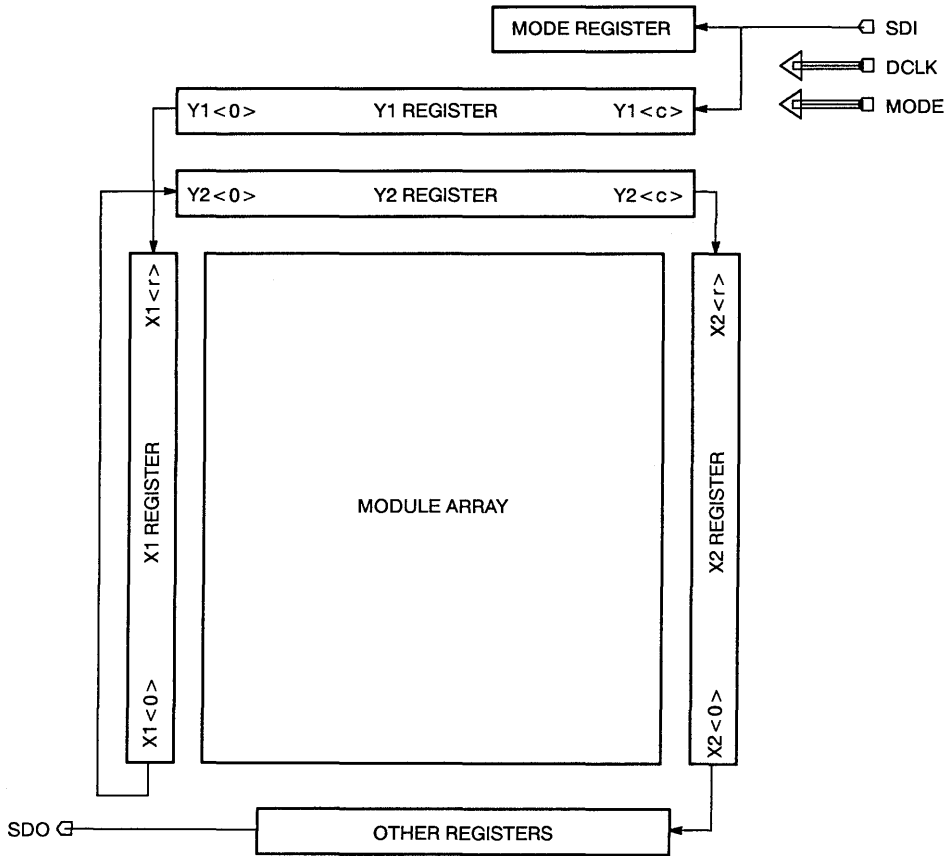 MODE REGISTER
SDI
DCLK
MODE
Y1<0> Y1 REGISTER Y1<c>
Y2<0> Y2 REGISTER Y2<c>
X1<r>
X1 REGISTER
X1<0>
MODULE ARRAY
X2<r>
X2 REGISTER
X2<0>
SDO
OTHER REGISTERS